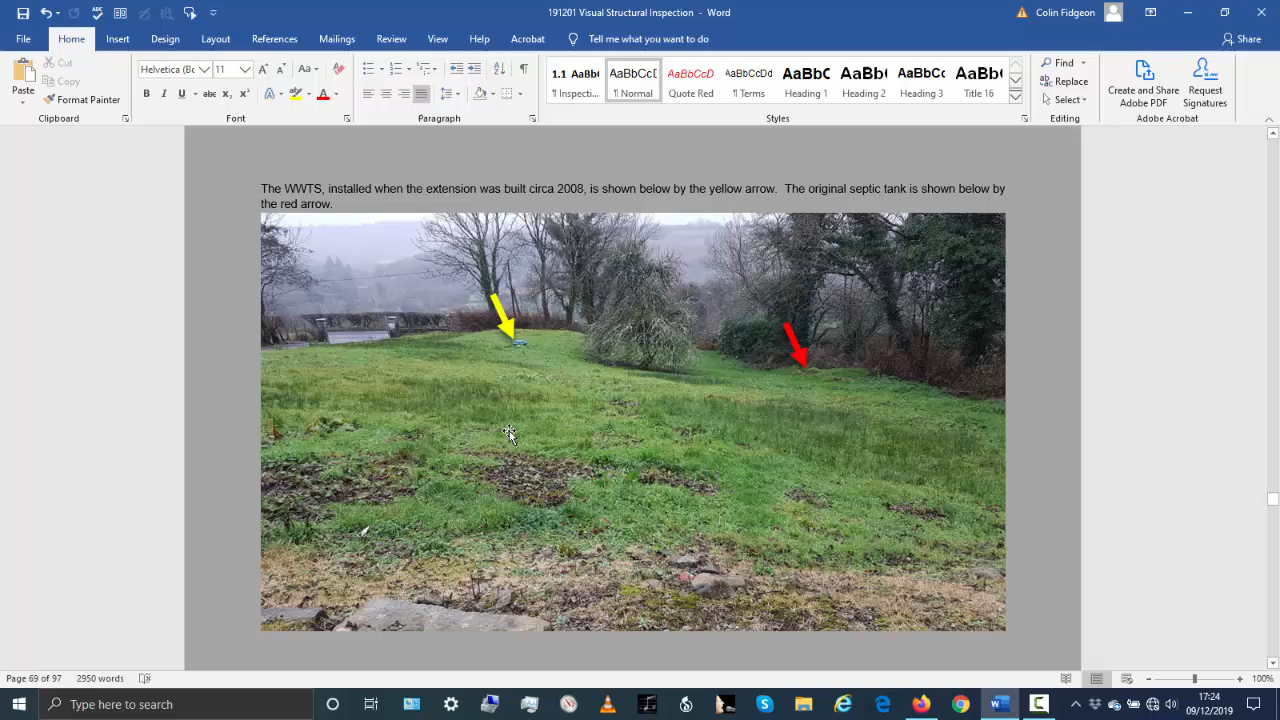 191201 Visual Structural Inspection - Word
Colin Fidgeon
File Home Insert Design Layout References Mailings Review View Help Acrobat Tell me what you want to do Share
Paste
Cut
Copy
Format Painter
Clipboard
Helvetica (Bc 11
Font
Paragraph
1.1 AaBb( AaBbCcD AaBbCcD AaBbCcDd AaBbC AaBb( AaBbCc AaBb(
¶ Inspecti... ¶ Normal Quote Red ¶ Terms Heading 1 Heading 2 Heading 3 Title 16
Styles
Find
Replace
Select
Editing
Create and Share Adobe PDF
Request Signatures
Adobe Acrobat
The WWTS, installed when the extension was built circa 2008, is shown below by the yellow arrow. The original septic tank is shown below by
the red arrow.
Page 69 of 97 2950 words 100%
Type here to search
17:24
09/12/2019